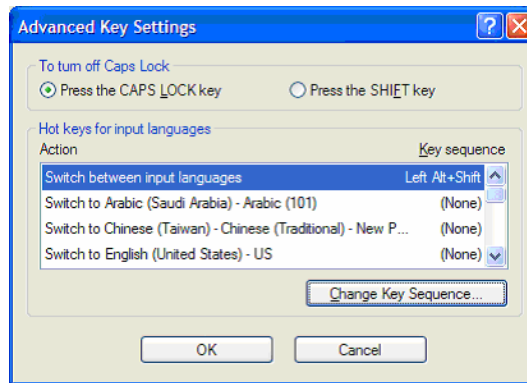 Advanced Key Settings
To turn off Caps Lock
Press the CAPS LOCK key Press the SHIFT key
Hot keys for input languages
Action Key sequence
Switch between input languages Left Alt+Shift
Switch to Arabic (Saudi Arabia) - Arabic (101) (None)
Switch to Chinese (Taiwan) - Chinese (Traditional) - New P... (None)
Switch to English (United States) - US (None)
Change Key Sequence...
OK Cancel